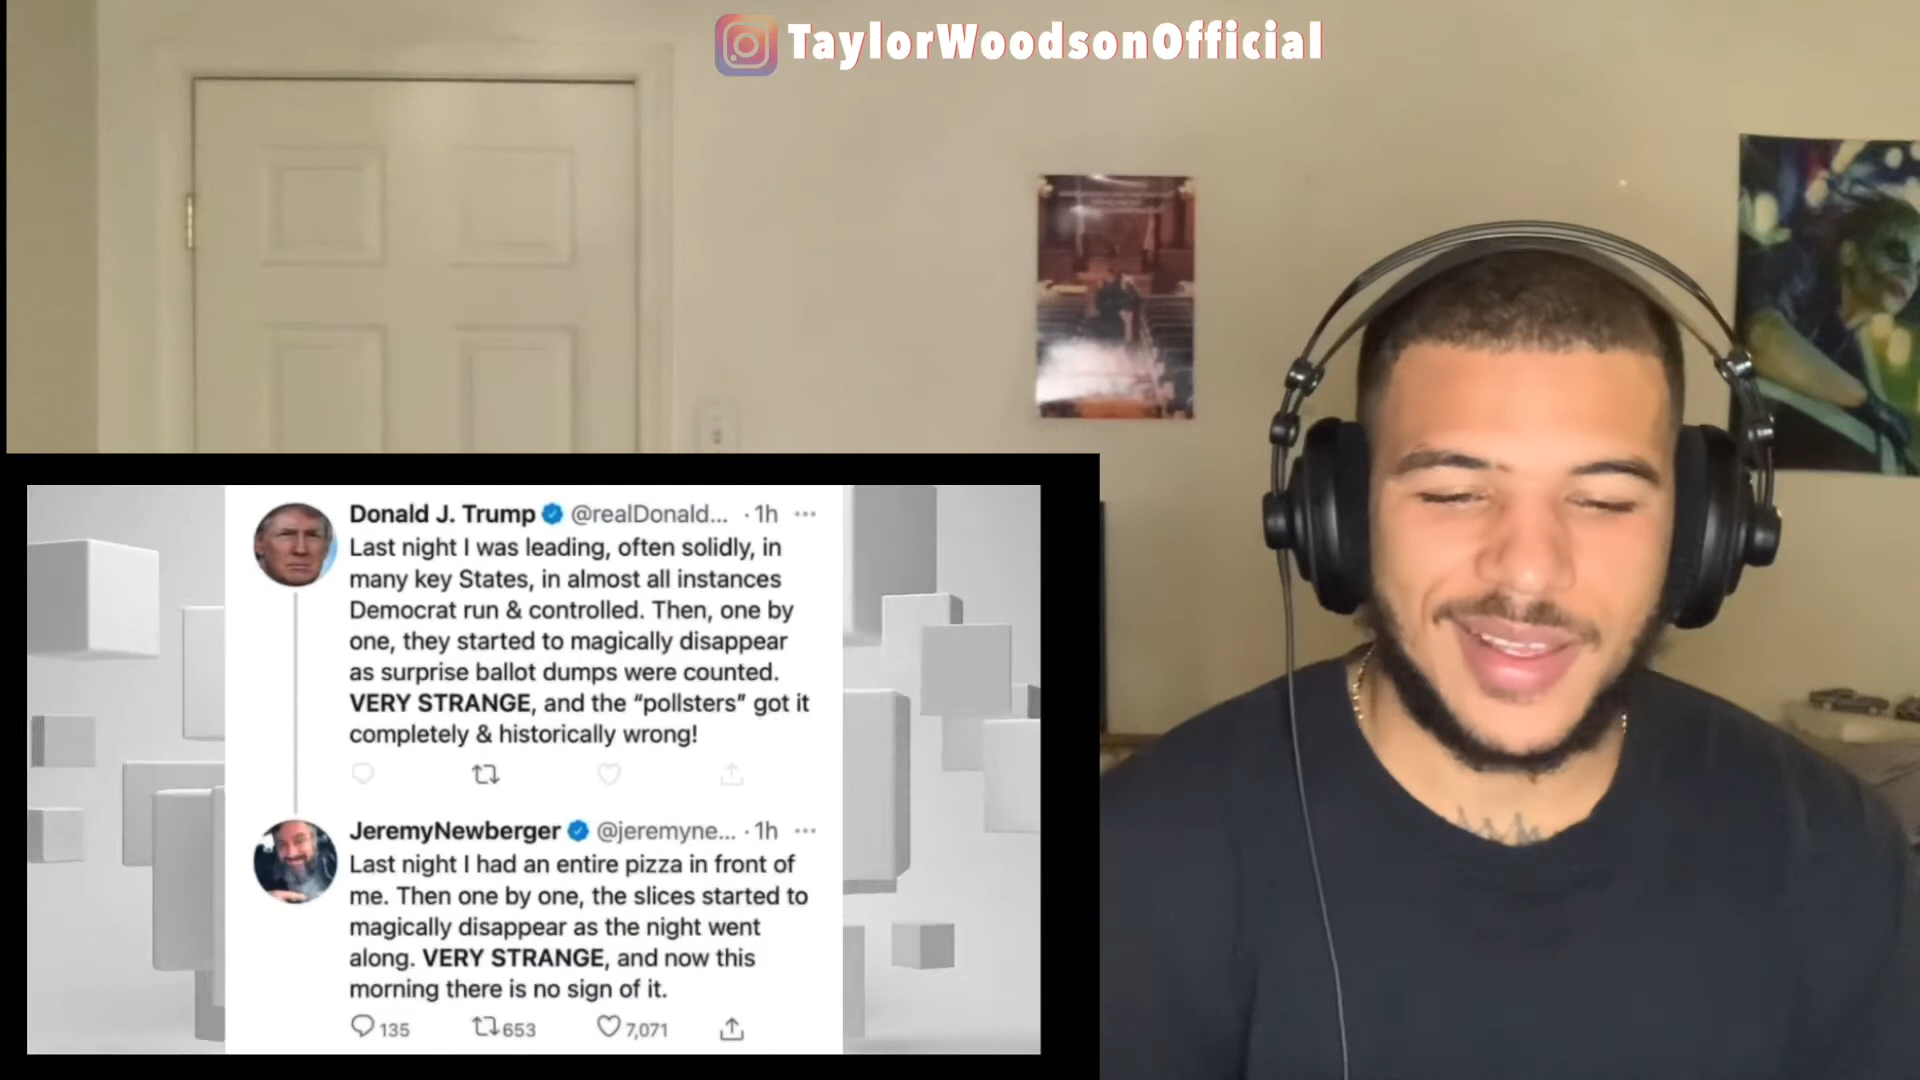 TaylorWoodsonOfficial
Donald J. Trump @realDonald... · 1h ...
Last night I was leading, often solidly, in
many key States, in almost all instances
Democrat run & controlled. Then, one by
one, they started to magically disappear
as surprise ballot dumps were counted.
VERY STRANGE, and the “pollsters” got it
completely & historically wrong!
JeremyNewberger @jeremyne... · 1h ...
Last night I had an entire pizza in front of
me. Then one by one, the slices started to
magically disappear as the night went
along. VERY STRANGE, and now this
morning there is no sign of it.
135 653 7,071